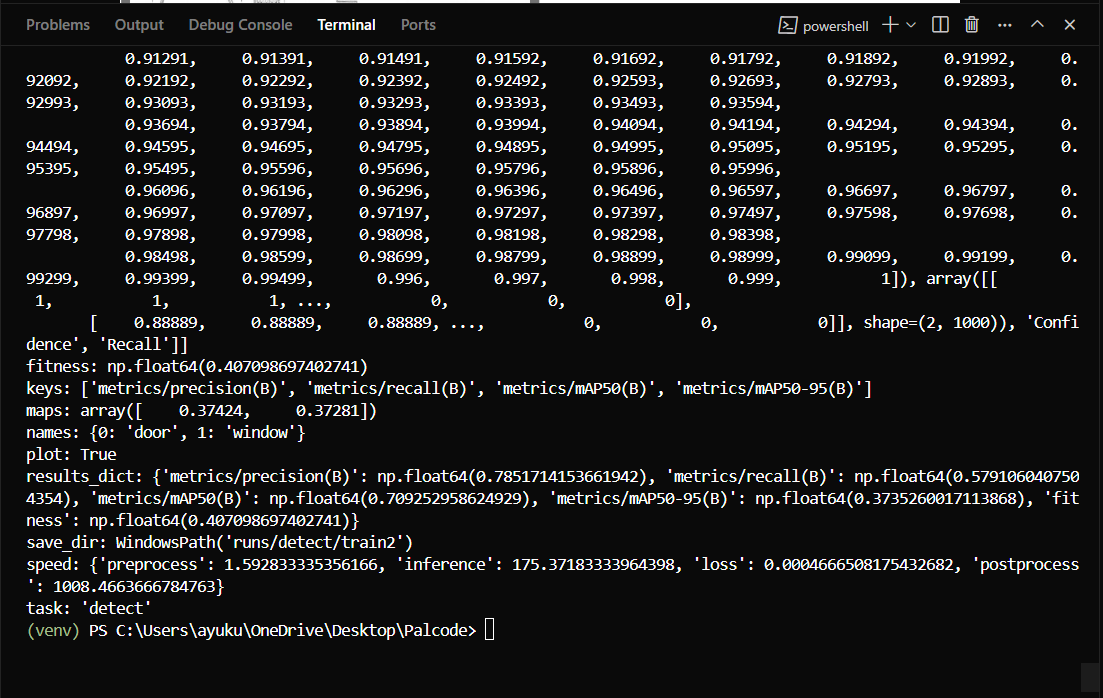 Problems Output Debug Console Terminal Ports powershell
0.91291, 0.91391, 0.91491, 0.91592, 0.91692, 0.91792, 0.91892, 0.91992, 0.
92092, 0.92192, 0.92292, 0.92392, 0.92492, 0.92593, 0.92693, 0.92793, 0.92893, 0.
92993, 0.93093, 0.93193, 0.93293, 0.93393, 0.93493, 0.93594,
0.93694, 0.93794, 0.93894, 0.93994, 0.94094, 0.94194, 0.94294, 0.94394, 0.
94494, 0.94595, 0.94695, 0.94795, 0.94895, 0.94995, 0.95095, 0.95195, 0.95295, 0.
95395, 0.95495, 0.95596, 0.95696, 0.95796, 0.95896, 0.95996,
0.96096, 0.96196, 0.96296, 0.96396, 0.96496, 0.96597, 0.96697, 0.96797, 0.
96897, 0.96997, 0.97097, 0.97197, 0.97297, 0.97397, 0.97497, 0.97598, 0.97698, 0.
97798, 0.97898, 0.97998, 0.98098, 0.98198, 0.98298, 0.98398,
0.98498, 0.98599, 0.98699, 0.98799, 0.98899, 0.98999, 0.99099, 0.99199, 0.
99299, 0.99399, 0.99499, 0.996, 0.997, 0.998, 0.999, 1]), array([[
1, 1, 1, ..., 0, 0, 0],
[ 0.88889, 0.88889, 0.88889, ..., 0, 0, 0]], shape=(2, 1000)), 'Confi
dence', 'Recall']]
fitness: np.float64(0.407098697402741)
keys: ['metrics/precision(B)', 'metrics/recall(B)', 'metrics/mAP50(B)', 'metrics/mAP50-95(B)']
maps: array([ 0.37424, 0.37281])
names: {0: 'door', 1: 'window'}
plot: True
results_dict: {'metrics/precision(B)': np.float64(0.7851714153661942), 'metrics/recall(B)': np.float64(0.579106040750
4354), 'metrics/mAP50(B)': np.float64(0.709252958624929), 'metrics/mAP50-95(B)': np.float64(0.3735260017113868), 'fit
ness': np.float64(0.407098697402741)}
save_dir: WindowsPath('runs/detect/train2')
speed: {'preprocess': 1.592833335356166, 'inference': 175.37183333964398, 'loss': 0.0004666508175432682, 'postprocess
': 1008.4663666784763}
task: 'detect'
(venv) PS C:\Users\ayuku\OneDrive\Desktop\Palcode>